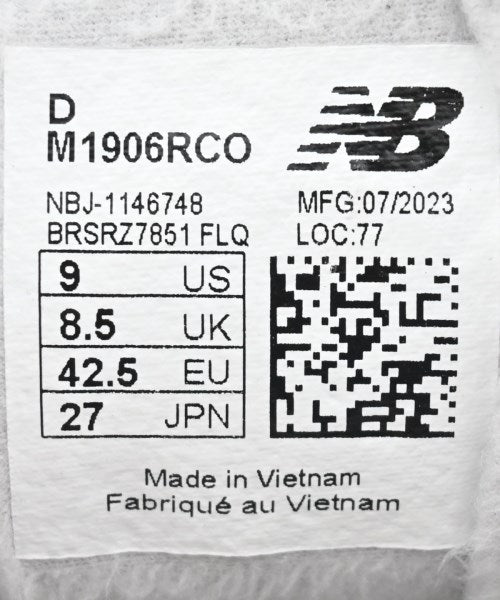 D
M1906RCO
NB
NBJ-1146748
MFG:07/2023
BRSRZ7851 FLQ
LOC:77
9 US
8.5 UK
42.5 EU
27 JPN
Made in Vietnam
Fabriqué au Vietnam